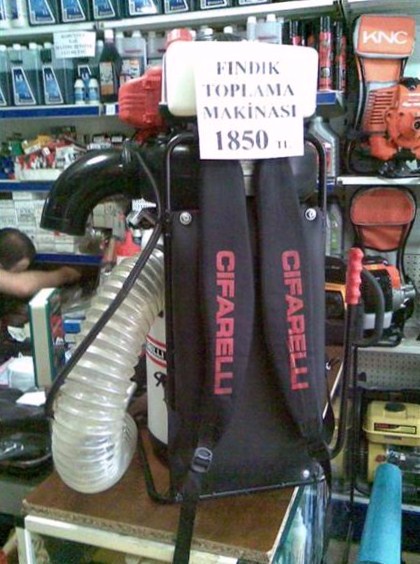 FINDIK
TOPLAMA
MAKİNASI
1850 TL
KNC
CIFARELLI
CIFARELLI